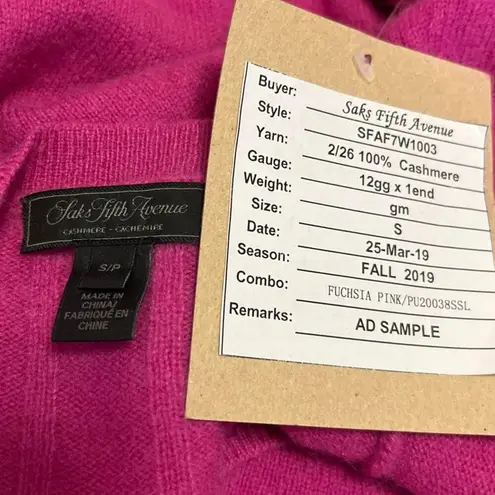 Saks Fifth Avenue
CASHMERE - CACHEMIRE
S/P
MADE IN
CHINA/
FABRIQUÉ EN
CHINE
Buyer: Saks Fifth Avenue
Style: SFAF7W1003
Yarn: 2/26 100% Cashmere
Gauge: 12gg x 1end
Weight: gm
Size: S
Date: 25-Mar-19
Season: FALL 2019
Combo: FUCHSIA PINK/PU20038SSL
Remarks: AD SAMPLE